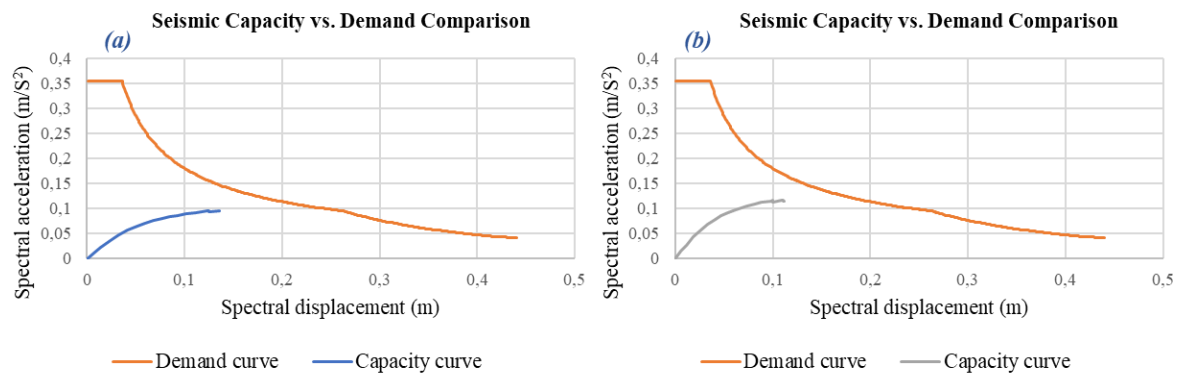 Seismic Capacity vs. Demand Comparison
(a)
Spectral acceleration (m/S²)
0,4
0,35
0,3
0,25
0,2
0,15
0,1
0,05
0
0 0,1 0,2 0,3 0,4 0,5
Spectral displacement (m)
Demand curve Capacity curve
Seismic Capacity vs. Demand Comparison
(b)
Spectral acceleration (m/S²)
0,4
0,35
0,3
0,25
0,2
0,15
0,1
0,05
0
0 0,1 0,2 0,3 0,4 0,5
Spectral displacement (m)
Demand curve Capacity curve